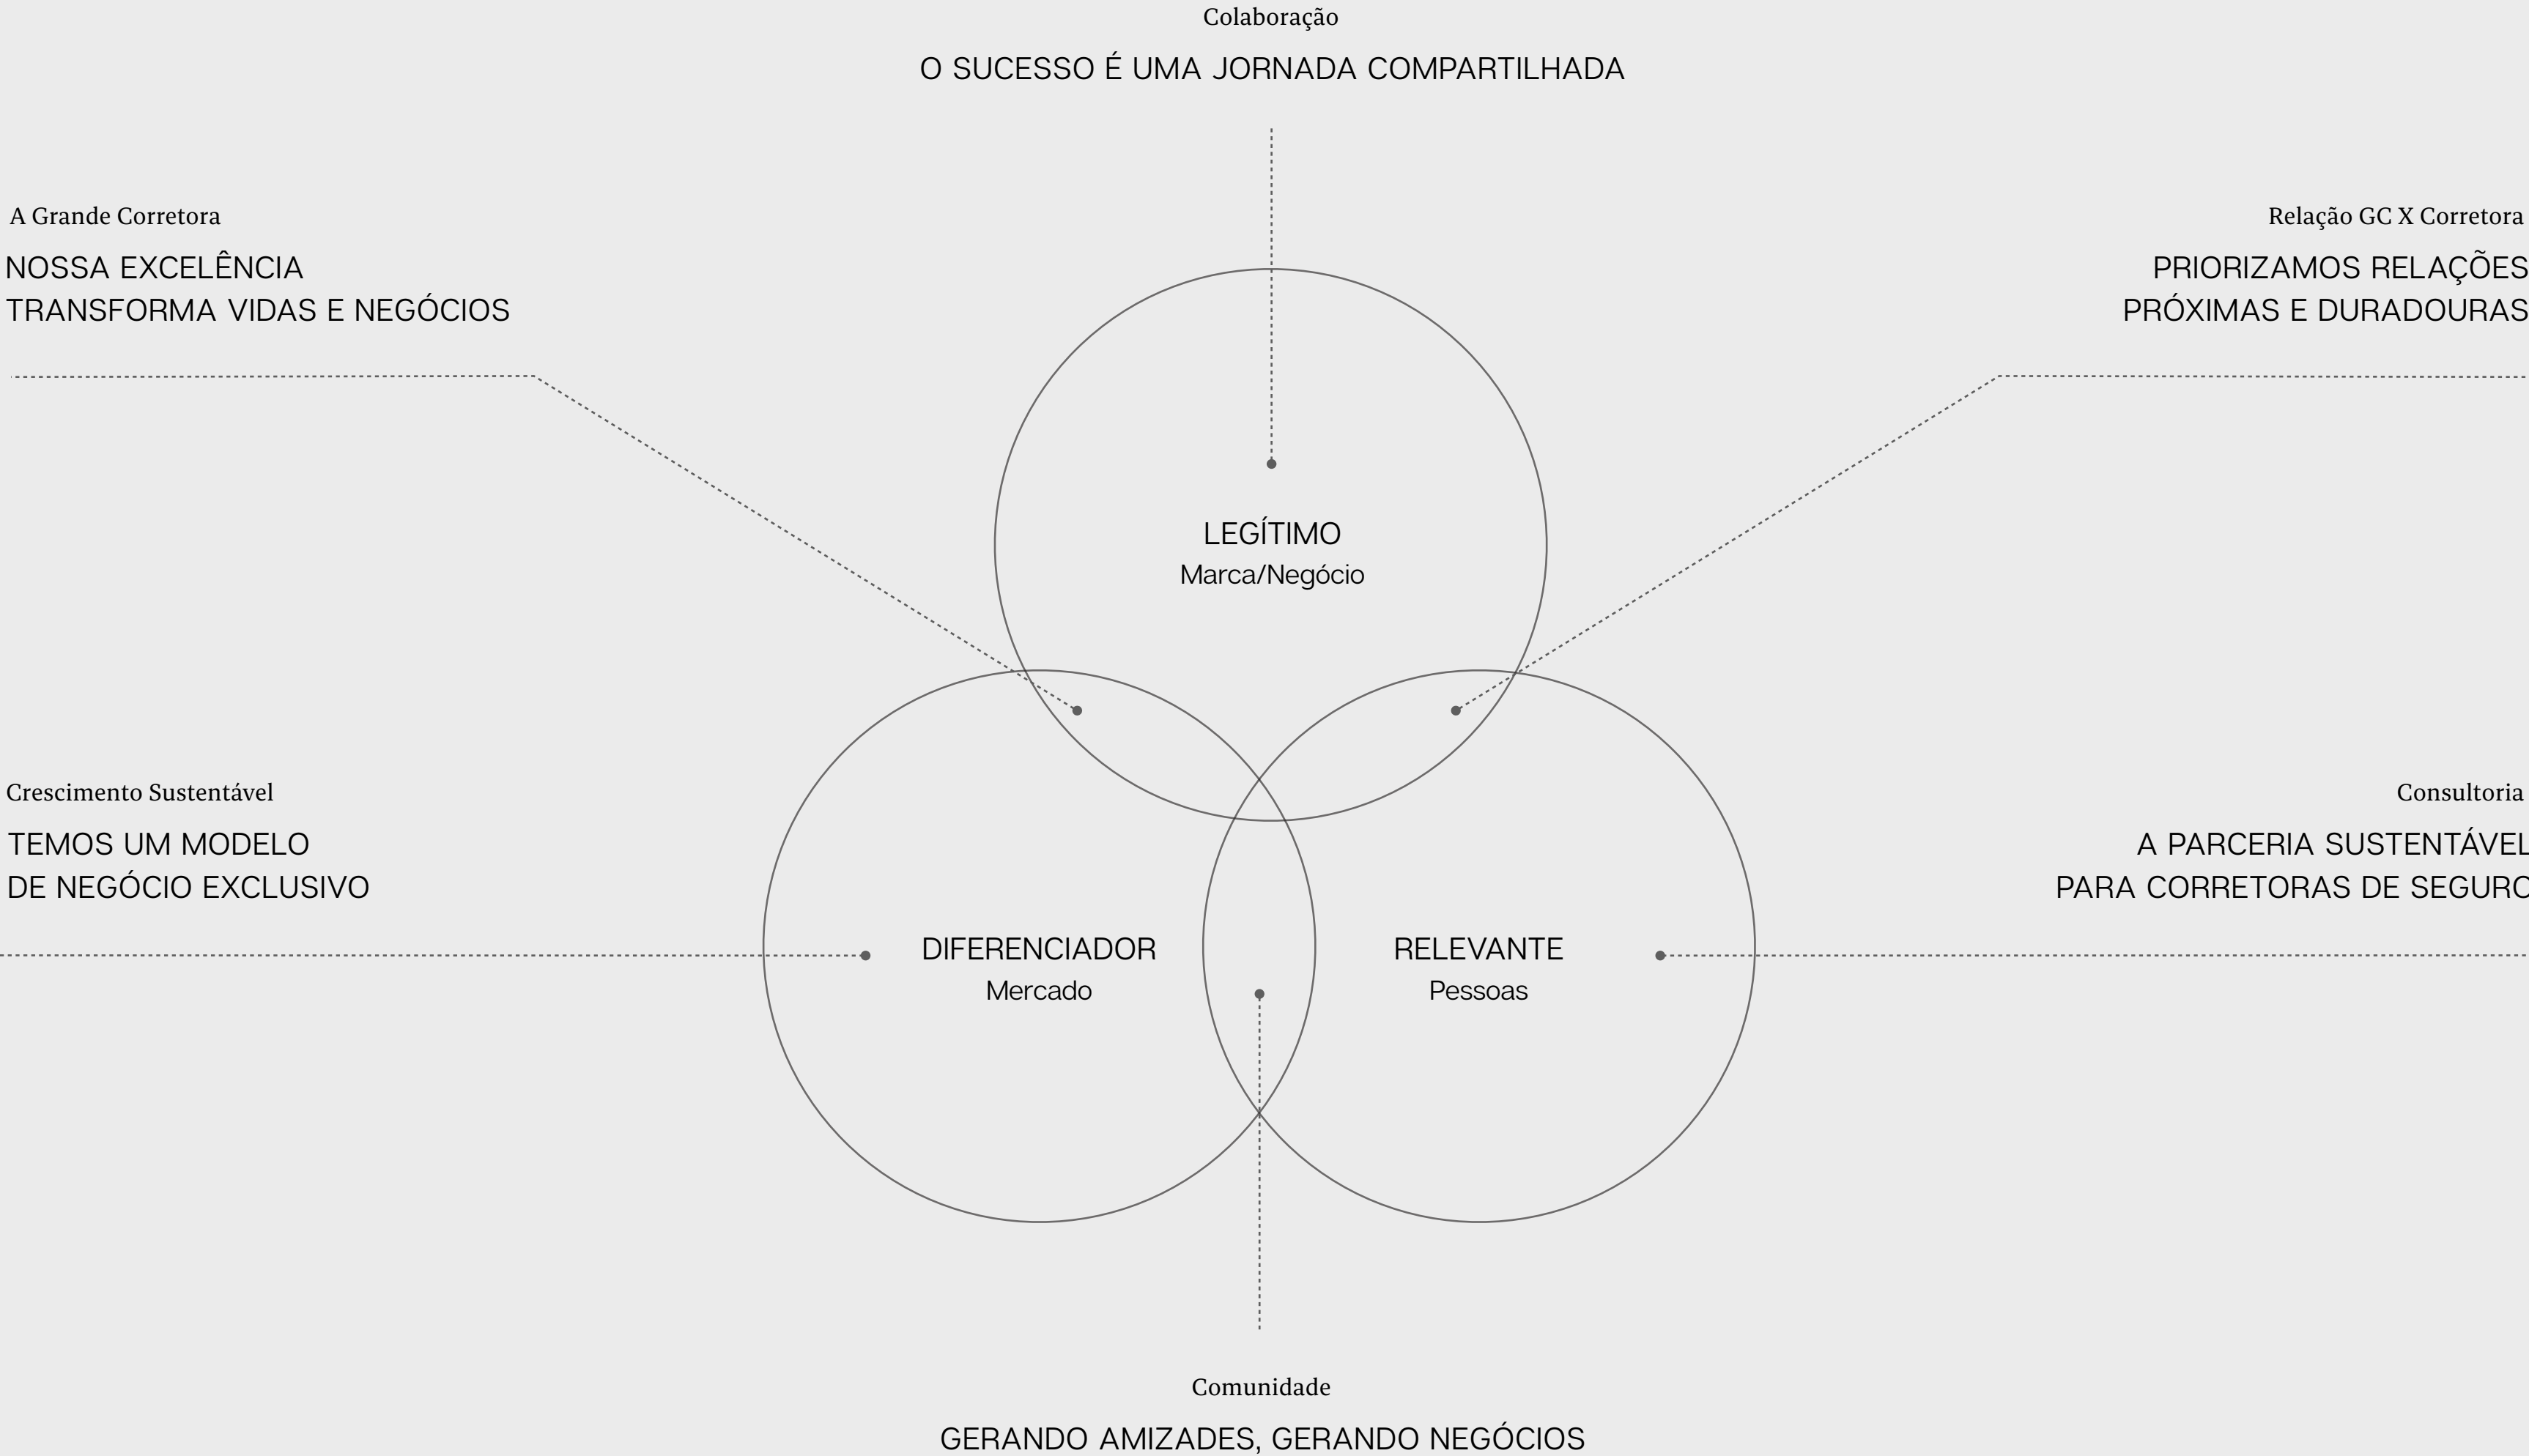 Colaboração
O SUCESSO É UMA JORNADA COMPARTILHADA
A Grande Corretora
NOSSA EXCELÊNCIA
TRANSFORMA VIDAS E NEGÓCIOS
Relação GC X Corretora
PRIORIZAMOS RELAÇÕES
PRÓXIMAS E DURADOURAS
LEGÍTIMO
Marca/Negócio
Crescimento Sustentável
TEMOS UM MODELO
DE NEGÓCIO EXCLUSIVO
Consultoria
A PARCERIA SUSTENTÁVEL
PARA CORRETORAS DE SEGURO
DIFERENCIADOR
Mercado
RELEVANTE
Pessoas
Comunidade
GERANDO AMIZADES, GERANDO NEGÓCIOS